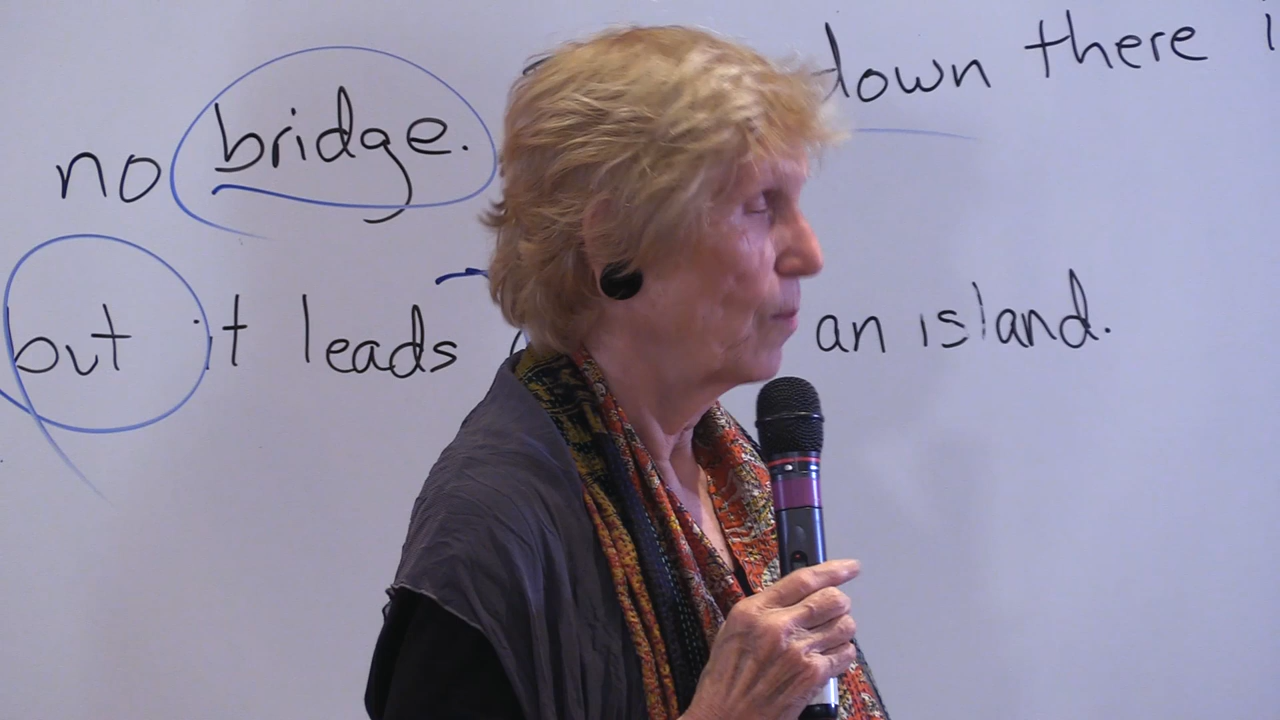 down there
no bridge.
but it leads an island.